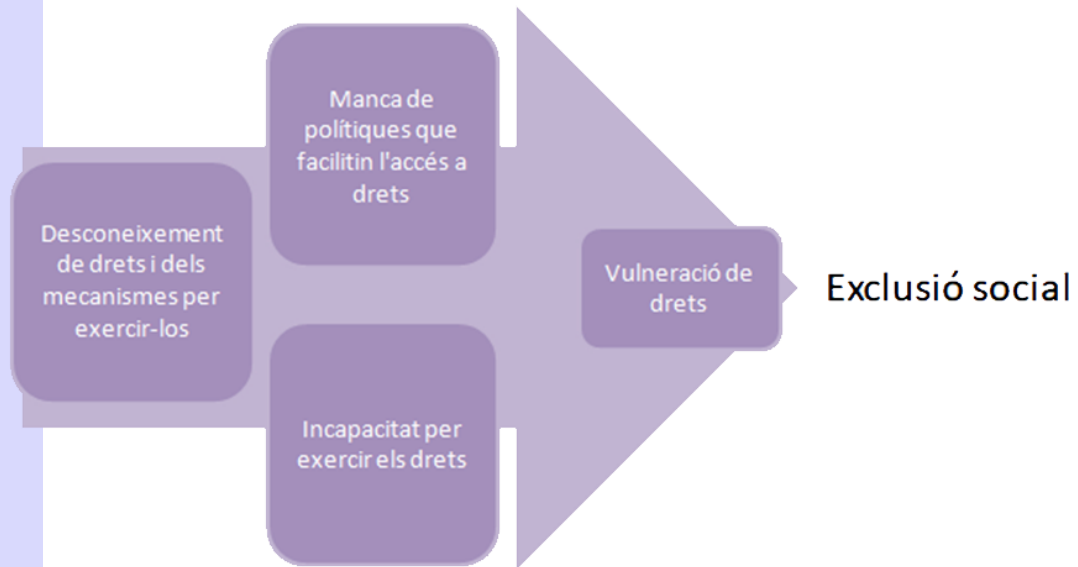 Desconeixement
de drets i dels
mecanismes per
exercir-los
Manca de
polítiques que
facilitin l'accés a
drets
Incapacitat per
exercir els drets
Vulneració de
drets
Exclusió social